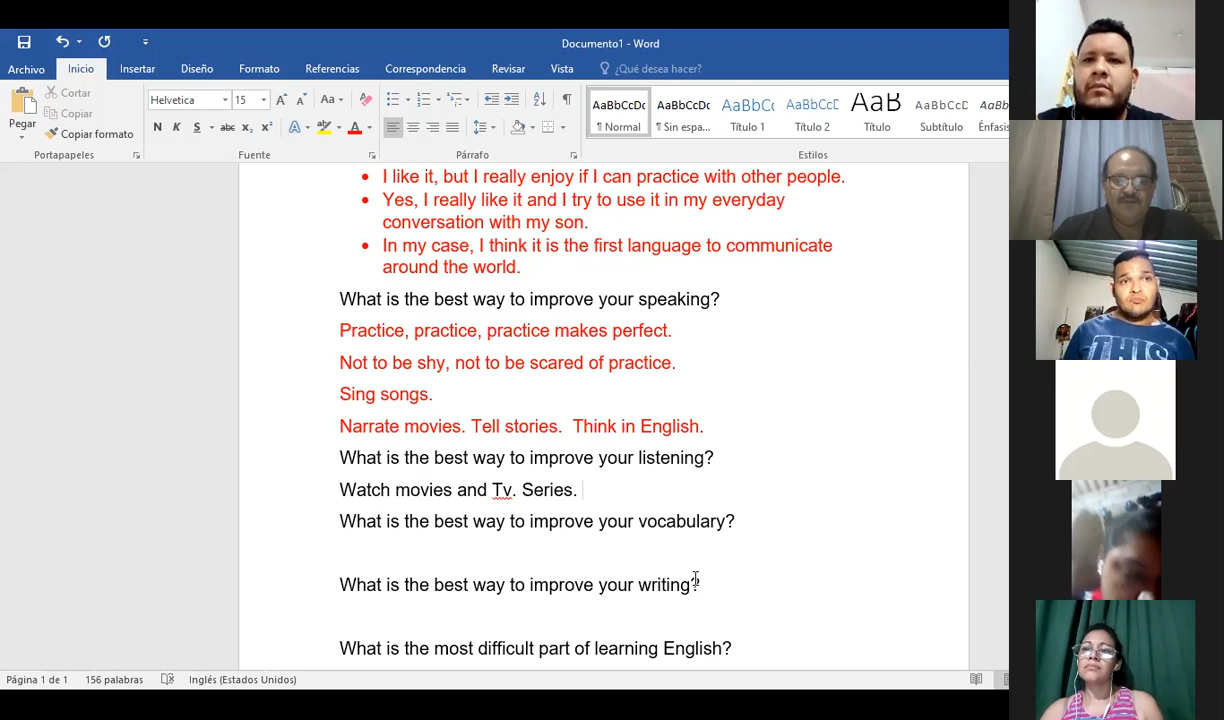 Documento1 - Word
Archivo Inicio Insertar Diseño Formato Referencias Correspondencia Revisar Vista ¿Qué desea hacer?
Cortar
Copiar
Copiar formato
Pegar
Portapapeles
Helvetica 15 Aa
N K S abc x₂ x² A A
Fuente
Párrafo
AaBbCcDc AaBbCcDc AaBbCc AaBbCcD AaB AaBbCcD AaBbC
¶ Normal ¶ Sin espa... Título 1 Título 2 Título Subtítulo Énfasis
Estilos
• I like it, but I really enjoy if I can practice with other people.
• Yes, I really like it and I try to use it in my everyday
conversation with my son.
• In my case, I think it is the first language to communicate
around the world.
What is the best way to improve your speaking?
Practice, practice, practice makes perfect.
Not to be shy, not to be scared of practice.
Sing songs.
Narrate movies. Tell stories.  Think in English.
What is the best way to improve your listening?
Watch movies and Tv. Series.
What is the best way to improve your vocabulary?
What is the best way to improve your writing?
What is the most difficult part of learning English?
Página 1 de 1 156 palabras Inglés (Estados Unidos)
THIS